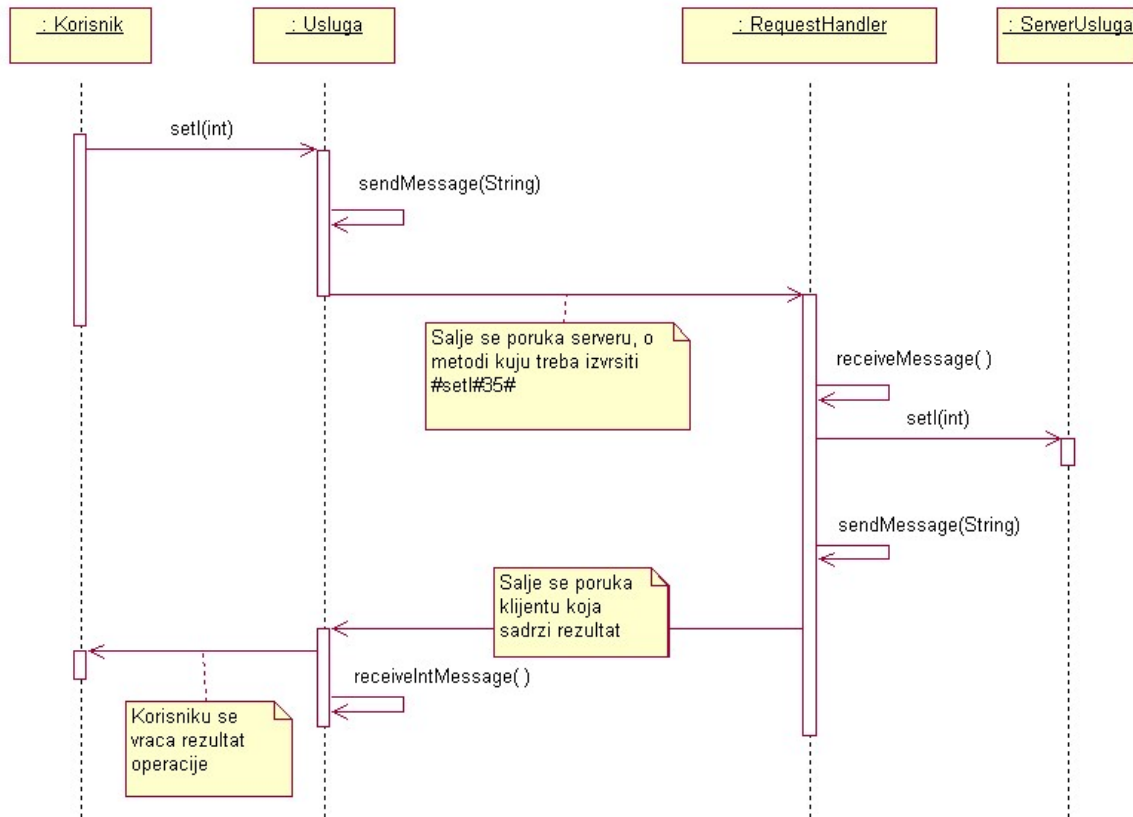 : Korisnik
: Usluga
: RequestHandler
: ServerUsluga
setI(int)
sendMessage(String)
Salje se poruka serveru, o
metodi kuju treba izvrsiti
#setI#35#
receiveMessage( )
setI(int)
sendMessage(String)
Salje se poruka
klijentu koja
sadrzi rezultat
receiveIntMessage( )
Korisniku se
vraca rezultat
operacije